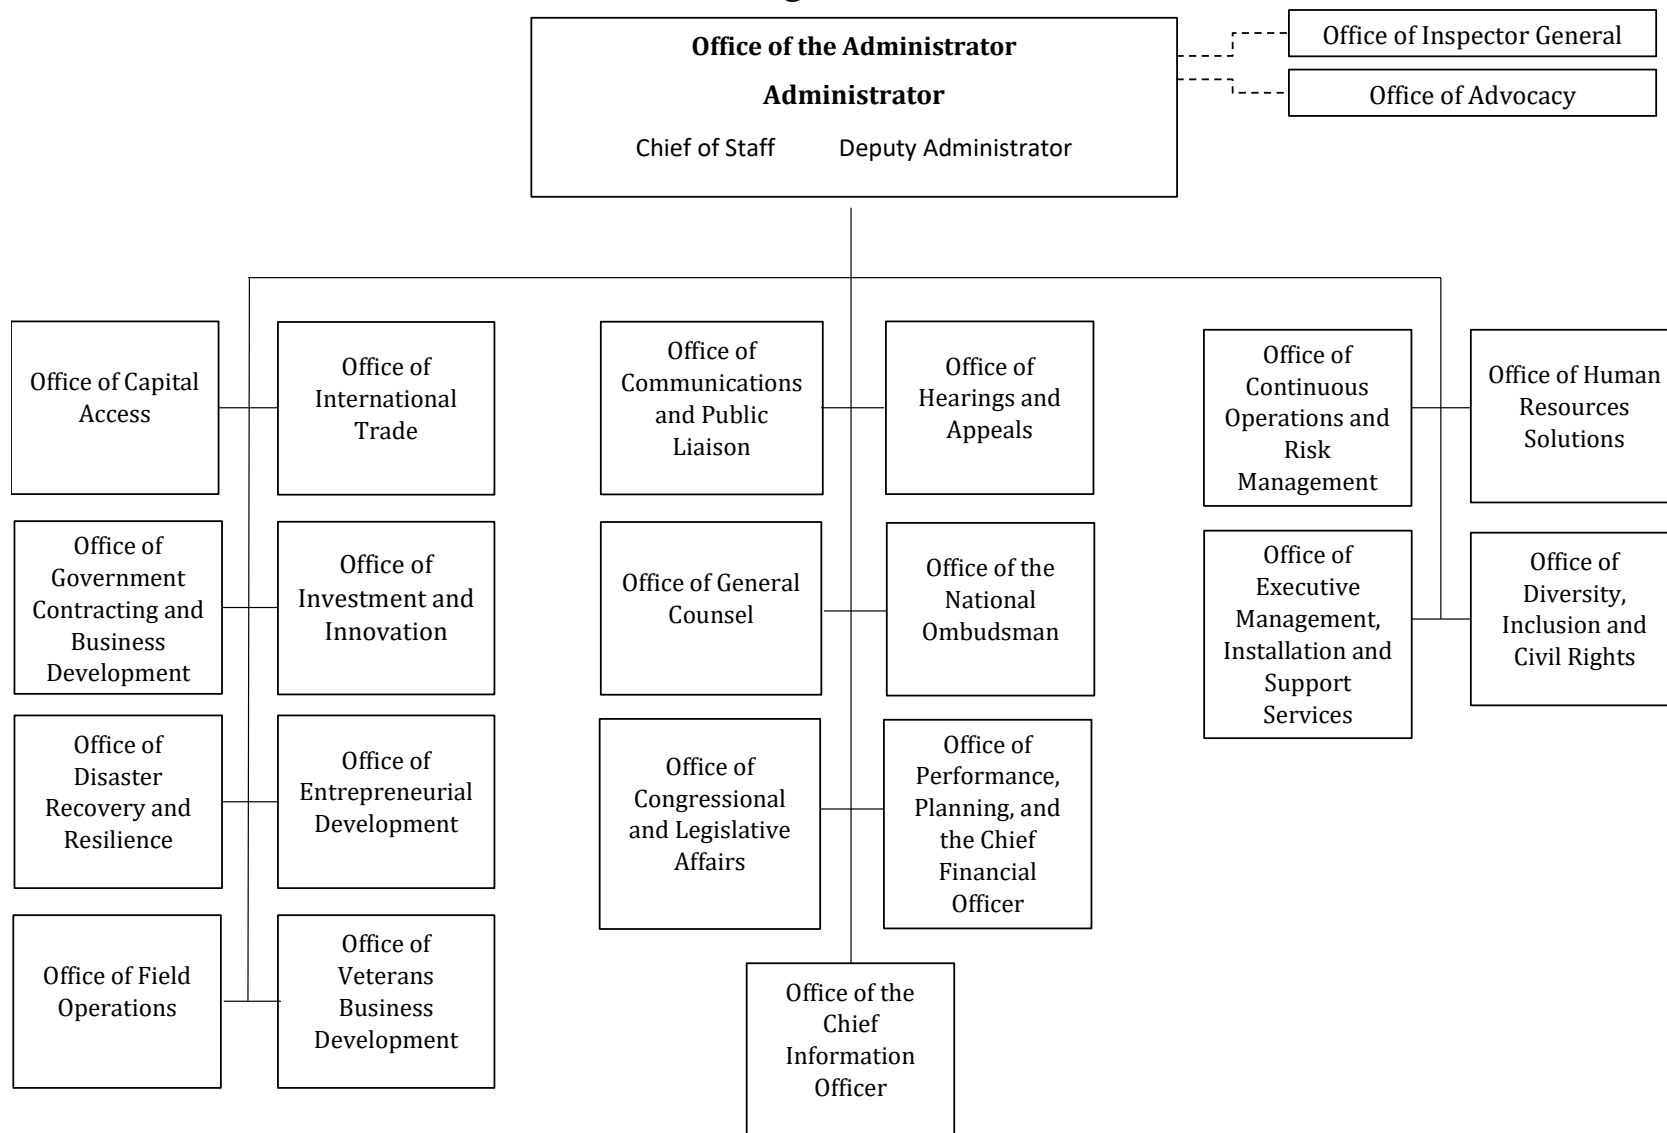 Office of the Administrator
Administrator
Chief of Staff Deputy Administrator
Office of Inspector General
Office of Advocacy
Office of Capital
Access
Office of
International
Trade
Office of
Communications
and Public
Liaison
Office of
Hearings and
Appeals
Office of
Continuous
Operations and
Risk
Management
Office of Human
Resources
Solutions
Office of
Government
Contracting and
Business
Development
Office of
Investment and
Innovation
Office of General
Counsel
Office of the
National
Ombudsman
Office of
Executive
Management,
Installation and
Support
Services
Office of
Diversity,
Inclusion and
Civil Rights
Office of
Disaster
Recovery and
Resilience
Office of
Entrepreneurial
Development
Office of
Congressional
and Legislative
Affairs
Office of
Performance,
Planning, and
the Chief
Financial
Officer
Office of Field
Operations
Office of
Veterans
Business
Development
Office of the
Chief
Information
Officer